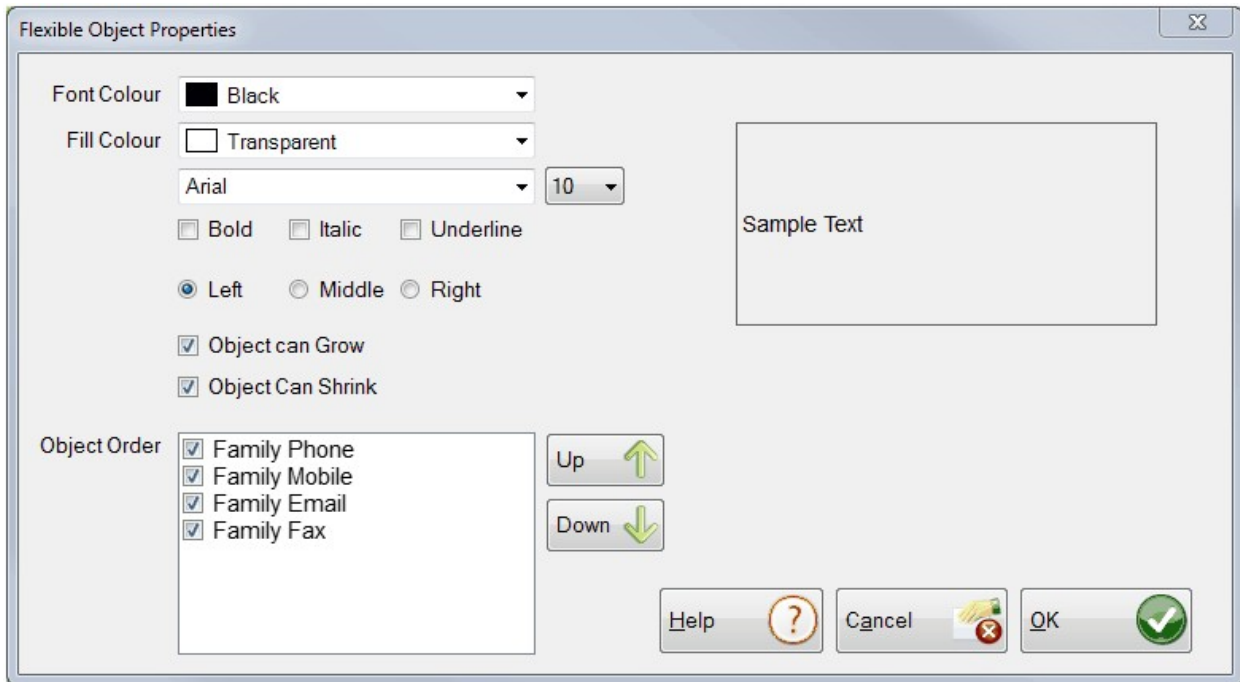 Flexible Object Properties
Font Colour Black
Fill Colour Transparent
Arial 10
Bold Italic Underline
Sample Text
Left Middle Right
Object can Grow
Object Can Shrink
Object Order
Family Phone
Family Mobile
Family Email
Family Fax
Up
Down
Help Cancel OK